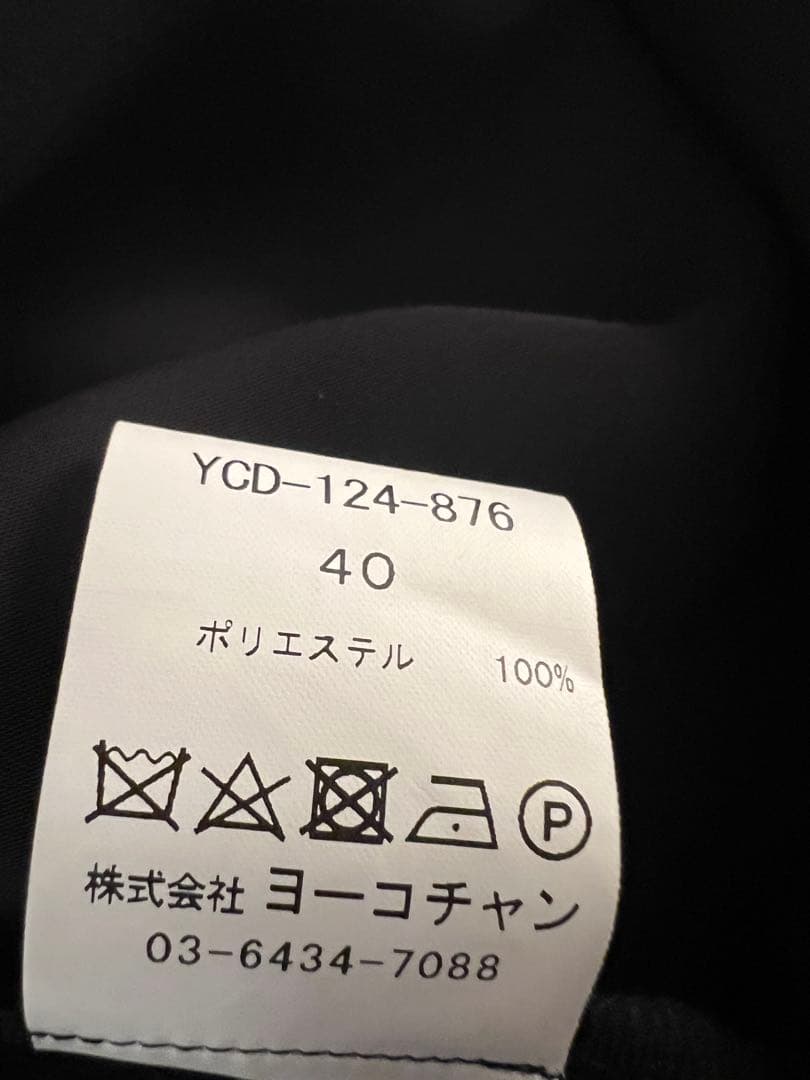 YCD-124-876
40
ポリエステル 100%
P
株式会社 ヨーコチャン
03-6434-7088